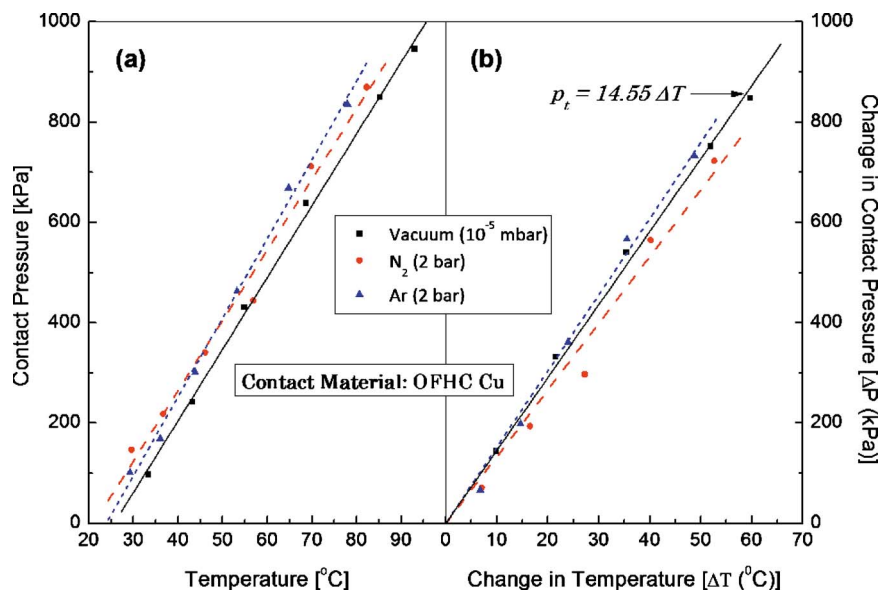 (a)
(b)
p_t = 14.55 ΔT
Vacuum (10⁻⁵ mbar)
N₂ (2 bar)
Ar (2 bar)
Contact Material: OFHC Cu
Contact Pressure [kPa]
1000
800
600
400
200
0
20 30 40 50 60 70 80 90
Temperature [°C]
0 10 20 30 40 50 60 70
Change in Temperature [ΔT (⁰C)]
1000
800
600
400
200
0
Change in Contact
Pressure [ΔP (kPa)]